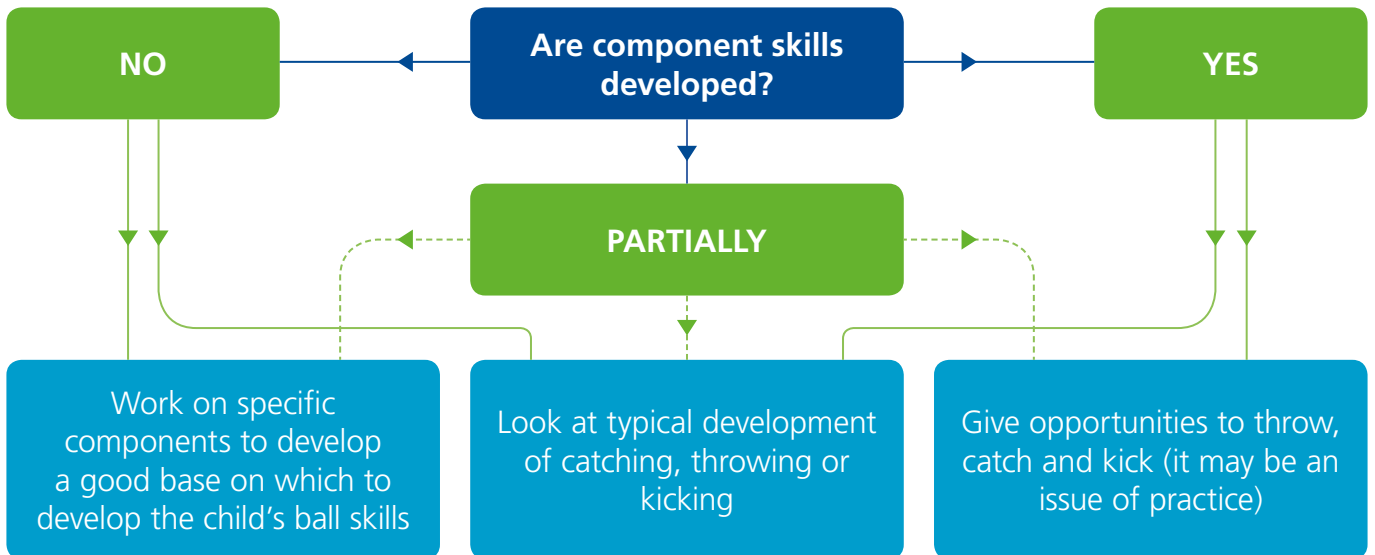 NO
Are component skills
developed?
YES
PARTIALLY
Work on specific
components to develop
a good base on which to
develop the child’s ball skills
Look at typical development
of catching, throwing or
kicking
Give opportunities to throw,
catch and kick (it may be an
issue of practice)